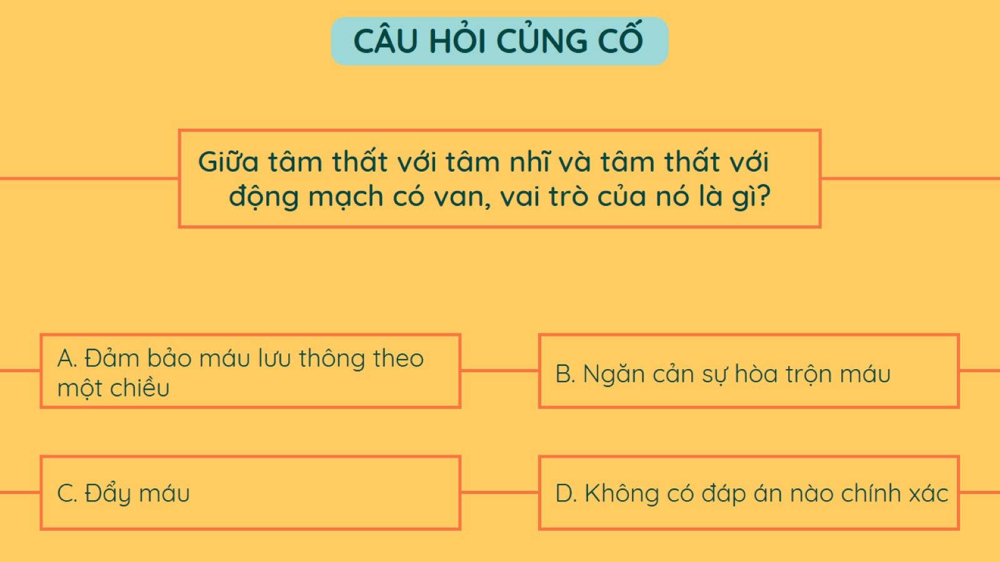 CÂU HỎI CỦNG CỐ
Giữa tâm thất với tâm nhĩ và tâm thất với
động mạch có van, vai trò của nó là gì?
A. Đảm bảo máu lưu thông theo
một chiều
B. Ngăn cản sự hòa trộn máu
C. Đẩy máu
D. Không có đáp án nào chính xác